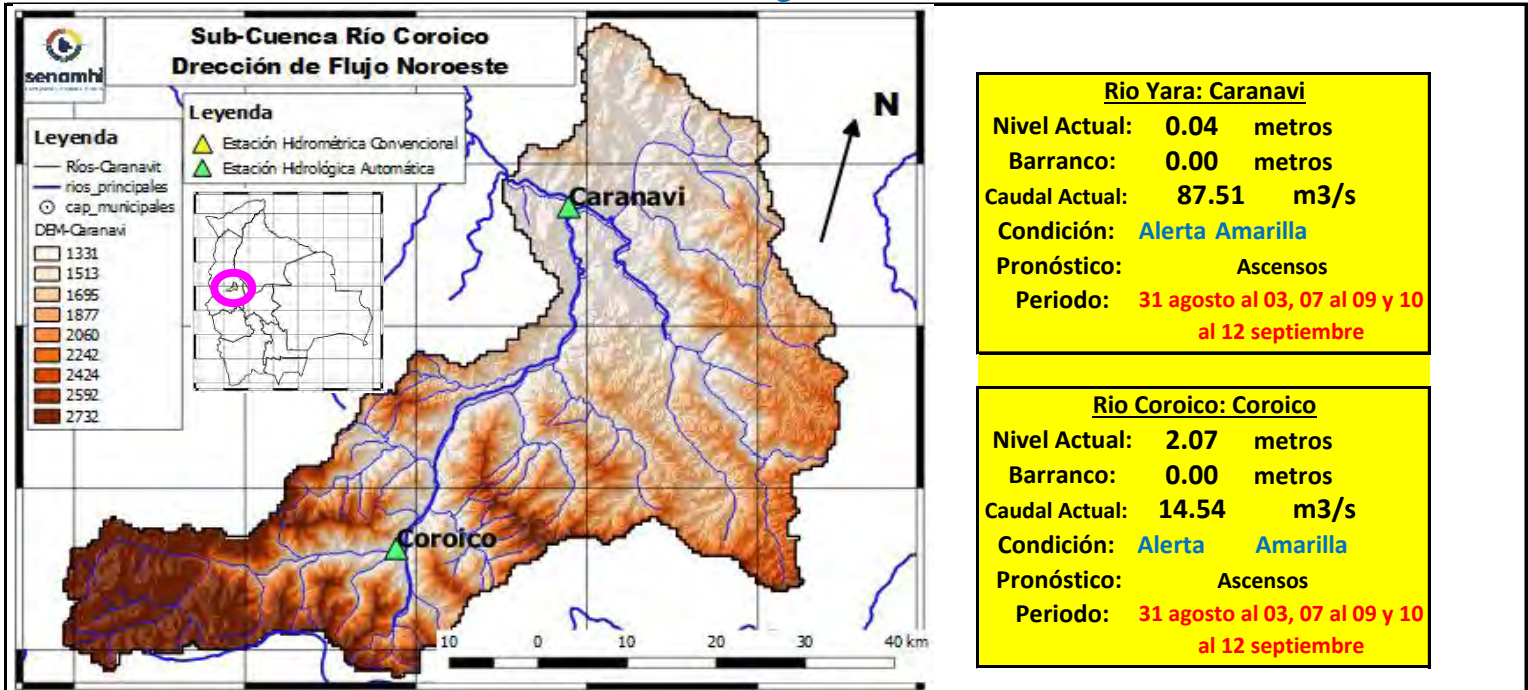 senamhi
Sub-Cuenca Río Coroico
Drección de Flujo Noroeste
Leyenda
Estación Hidrométrica Convencional
Estación Hidrológica Automática
Leyenda
Ríos-Caranavit
rios_principales
cap_municipales
DEM-Caranavi
1331
1513
1695
1877
2060
2242
2424
2592
2732
N
Caranavi
Coroico
10 0 10 20 30 40 km
Rio Yara: Caranavi
Nivel Actual: 0.04 metros
Barranco: 0.00 metros
Caudal Actual: 87.51 m3/s
Condición: Alerta Amarilla
Pronóstico: Ascensos
Periodo: 31 agosto al 03, 07 al 09 y 10
al 12 septiembre
Rio Coroico: Coroico
Nivel Actual: 2.07 metros
Barranco: 0.00 metros
Caudal Actual: 14.54 m3/s
Condición: Alerta Amarilla
Pronóstico: Ascensos
Periodo: 31 agosto al 03, 07 al 09 y 10
al 12 septiembre